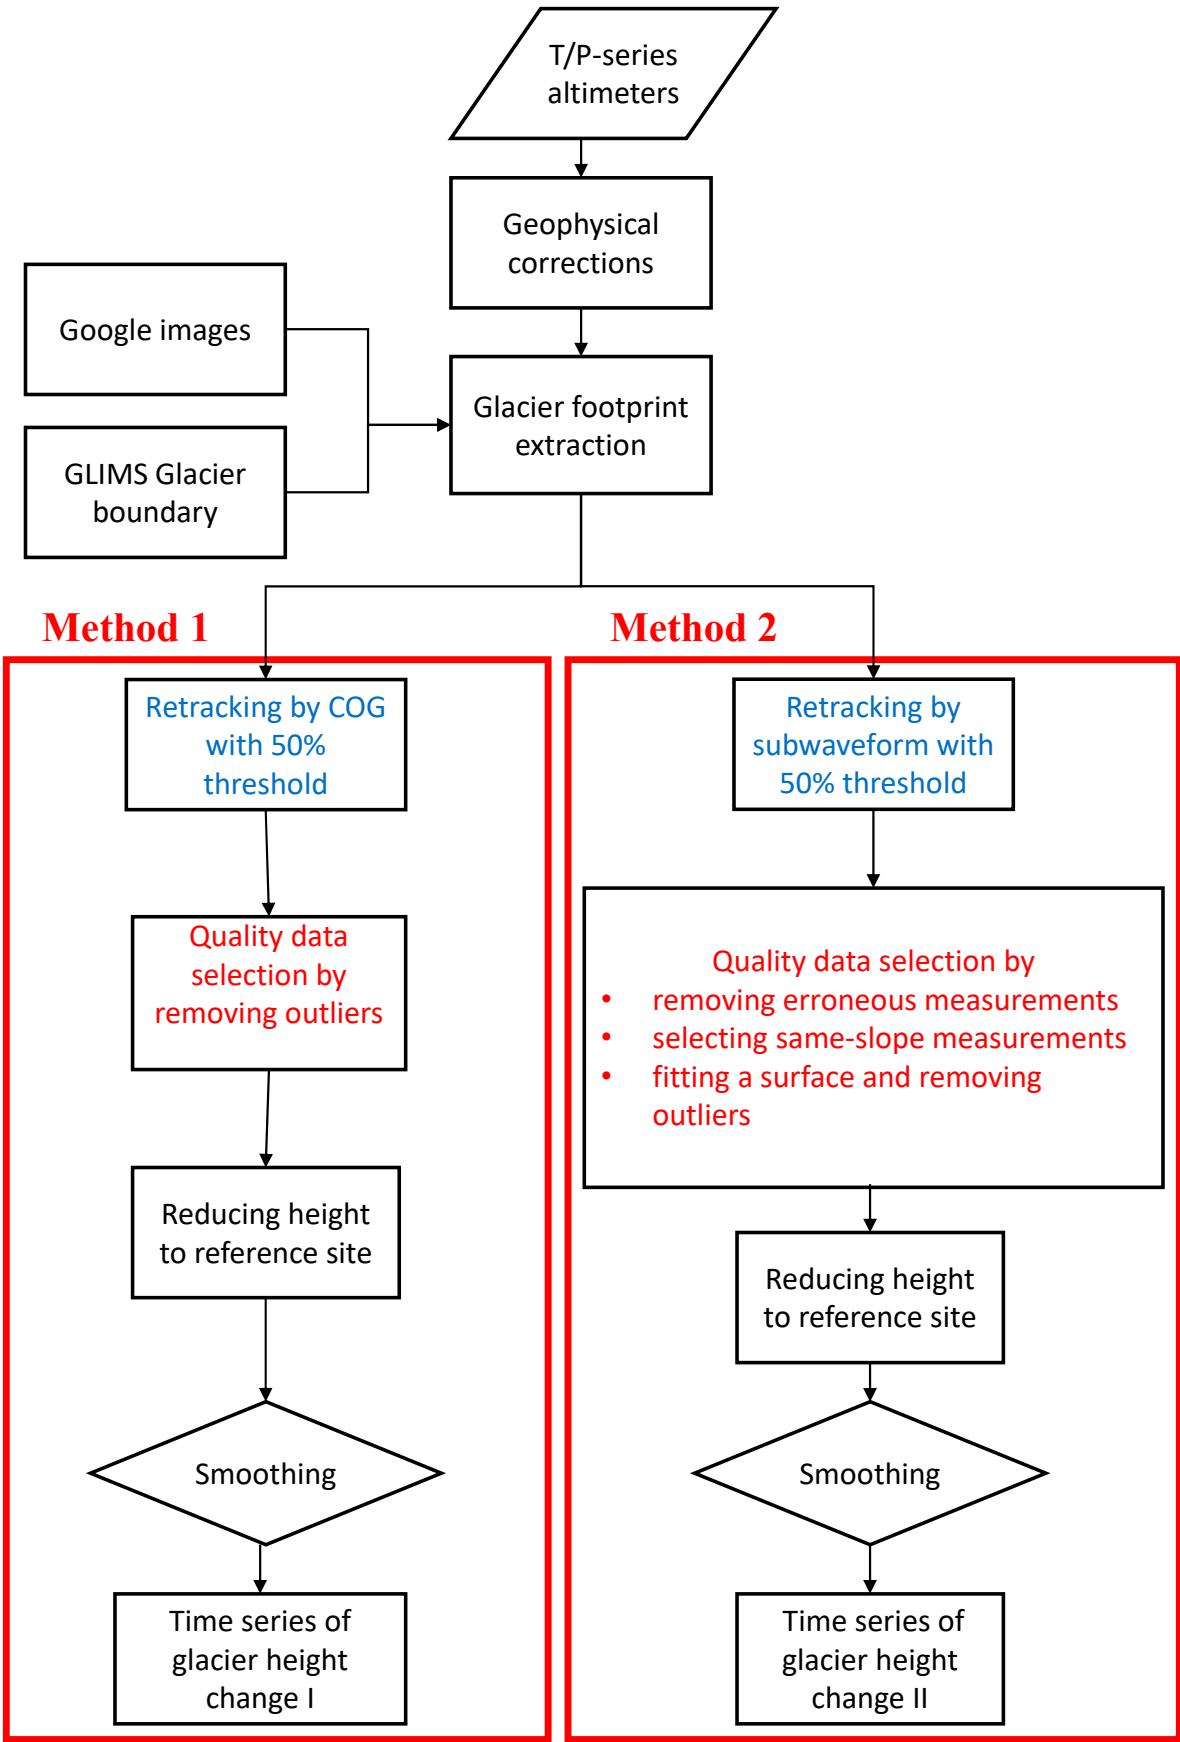 T/P-series
altimeters
Geophysical
corrections
Google images
Glacier footprint
extraction
GLIMS Glacier
boundary
Method 1
Retracking by COG
with 50%
threshold
Quality data
selection by
removing outliers
Reducing height
to reference site
Smoothing
Time series of
glacier height
change I
Method 2
Retracking by
subwaveform with
50% threshold
Quality data selection by
• removing erroneous measurements
• selecting same-slope measurements
• fitting a surface and removing
outliers
Reducing height
to reference site
Smoothing
Time series of
glacier height
change II